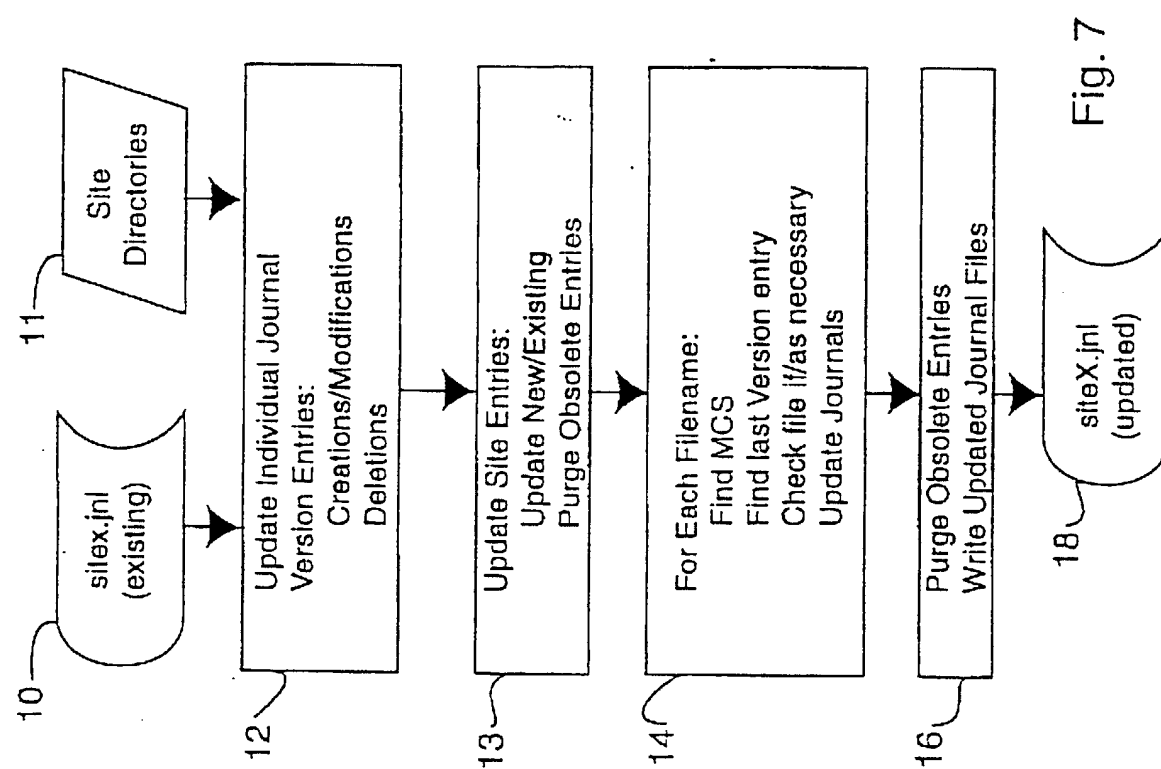 10
sitex.jnl
(existing)
11
Site
Directories
12
Update Individual Journal
Version Entries:
Creations/Modifications
Deletions
13
Update Site Entries:
Update New/Existing
Purge Obsolete Entries
14
For Each Filename:
Find MCS
Find last Version entry
Check file if/as necessary
Update Journals
16
Purge Obsolete Entries
Write Updated Journal Files
18
siteX.jnl
(updated)
Fig. 7